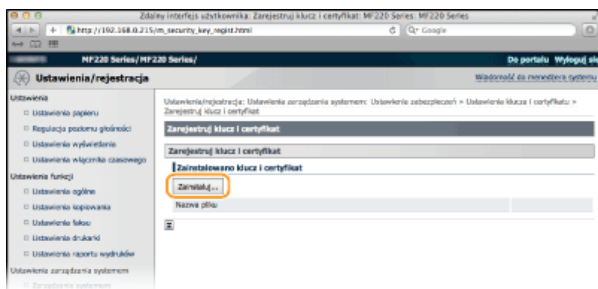 Zdalny interfejs użytkownika: Zarejestruj klucz i certyfikat: MF220 Series: MF220 Series
http://192.168.0.215/m_security_key_regist.html
Google
MF220 Series/MF220 Series/
Do portalu Wyloguj się
Ustawienia/rejestracja
Wiadomość do menedżera systemu
Ustawienia
Ustawienia papieru
Regulacja poziomu głośności
Ustawienia wyświetlania
Ustawienia włącznika czasowego
Ustawienia funkcji
Ustawienia ogólne
Ustawienia kopiowania
Ustawienia faksu
Ustawienia drukarki
Ustawienia raportu wydruków
Ustawienia zarządzania systemem
Zarządzanie systemem
Ustawienia/rejestracja: Ustawienia zarządzania systemem: Ustawienia zabezpieczeń > Ustawienia klucza i certyfikatu >
Zarejestruj klucz i certyfikat
Zarejestruj klucz i certyfikat
Zarejestruj klucz i certyfikat
Zainstalowano klucz i certyfikat
Zainstaluj...
Nazwa pliku